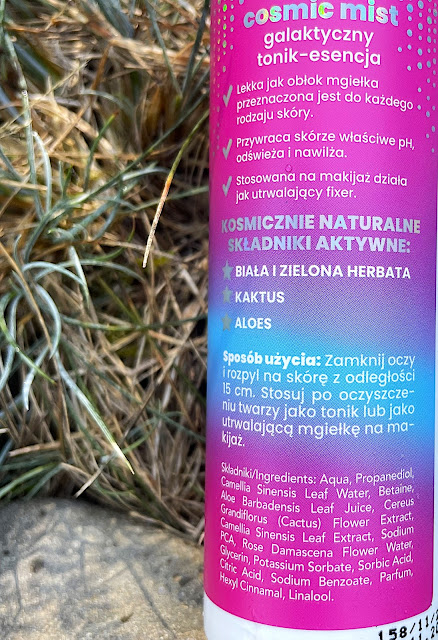 cosmic mist
galaktyczny
tonik-esencja
Lekka jak obłok mgiełka
przeznaczona jest do każdego
rodzaju skóry.
Przywraca skórze właściwe pH,
odświeża i nawilża.
Stosowana na makijaż działa
jak utrwalający fixer.
KOSMICZNIE NATURALNE
SKŁADNIKI AKTYWNE:
BIAŁA I ZIELONA HERBATA
KAKTUS
ALOES
Sposób użycia: Zamknij oczy
i rozpyl na skórę z odległości
15 cm. Stosuj po oczyszcze-
niu twarzy jako tonik lub jako
utrwalającą mgiełkę na ma-
kijaż.
Składniki/Ingredients: Aqua, Propanediol,
Camellia Sinensis Leaf Water, Betaine,
Aloe Barbadensis Leaf Juice, Cereus
Grandiflorus (Cactus) Flower Extract,
Camellia Sinensis Leaf Extract, Sodium
PCA, Rose Damascena Flower Water,
Glycerin, Potassium Sorbate, Sorbic Acid,
Citric Acid, Sodium Benzoate, Parfum,
Hexyl Cinnamal, Linalool.
158/11/2